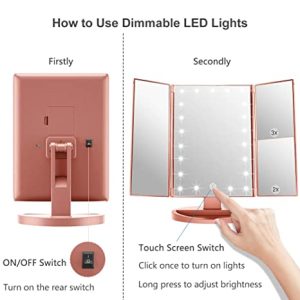 How to Use Dimmable LED Lights
Firstly
Secondly
3x
2x
ON/OFF Switch
Turn on the rear switch
Touch Screen Switch
Click once to turn on lights
Long press to adjust brightness